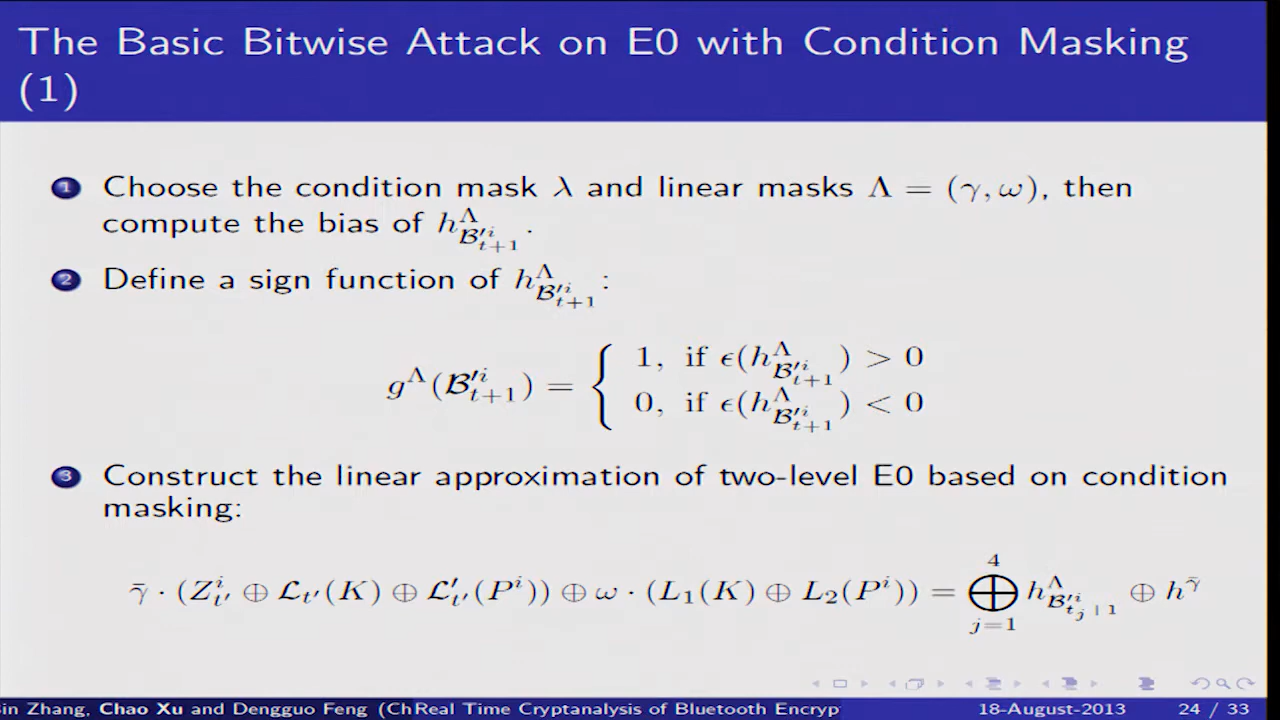 The Basic Bitwise Attack on E0 with Condition Masking
(1)
1 Choose the condition mask λ and linear masks Λ = (γ, ω), then
compute the bias of h^Λ_{𝓑′^i_{t+1}} .
2 Define a sign function of h^Λ_{𝓑′^i_{t+1}} :
g^Λ(𝓑′^i_{t+1}) = { 1, if ϵ(h^Λ_{𝓑′^i_{t+1}}) > 0
0, if ϵ(h^Λ_{𝓑′^i_{t+1}}) < 0
3 Construct the linear approximation of two-level E0 based on condition
masking:
γ̄ · (Z^i_{t′} ⊕ 𝓛_{t′}(K) ⊕ 𝓛′_{t′}(P^i)) ⊕ ω · (L_1(K) ⊕ L_2(P^i)) = ⊕_{j=1}^{4} h^Λ_{𝓑′^i_{t_j+1}} ⊕ h^{γ̄}
Bin Zhang, Chao Xu and Dengguo Feng (Ch Real Time Cryptanalysis of Bluetooth Encryp 18-August-2013 24 / 33